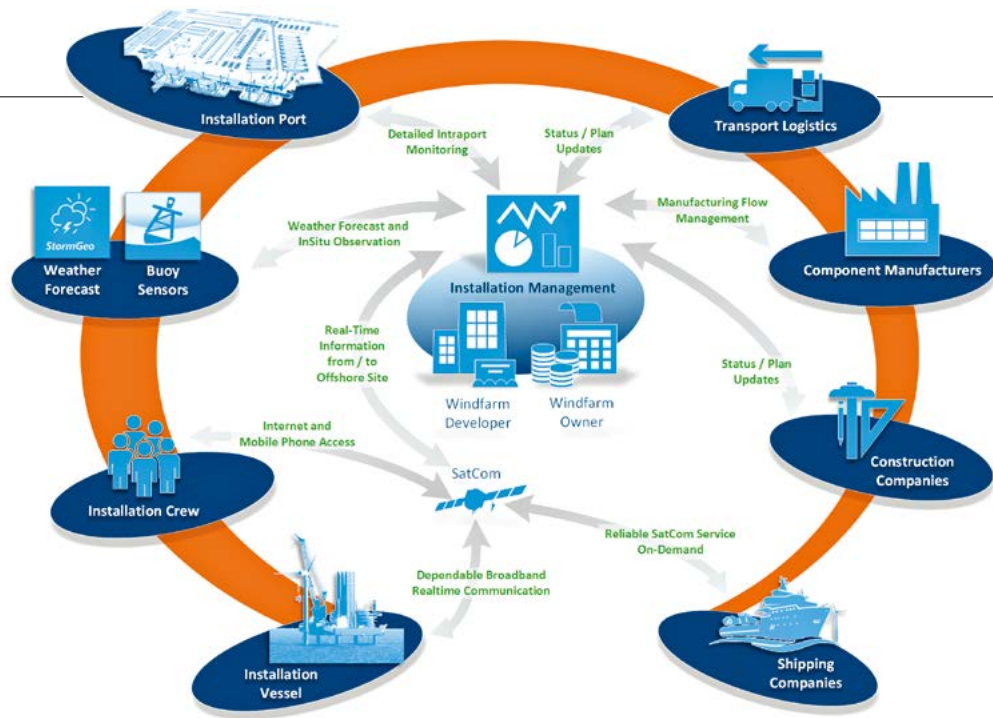 Installation Port
Transport Logistics
Detailed Intraport
Monitoring
Status / Plan
Updates
StormGeo
Weather
Forecast
Buoy
Sensors
Weather Forecast and
InSitu Observation
Manufacturing Flow
Management
Component Manufacturers
Installation Management
Real-Time
Information
from / to
Offshore Site
Windfarm
Developer
Windfarm
Owner
Status / Plan
Updates
Construction
Companies
Internet and
Mobile Phone Access
Installation Crew
SatCom
Reliable SatCom Service
On-Demand
Dependable Broadband
Realtime Communication
Installation
Vessel
Shipping
Companies